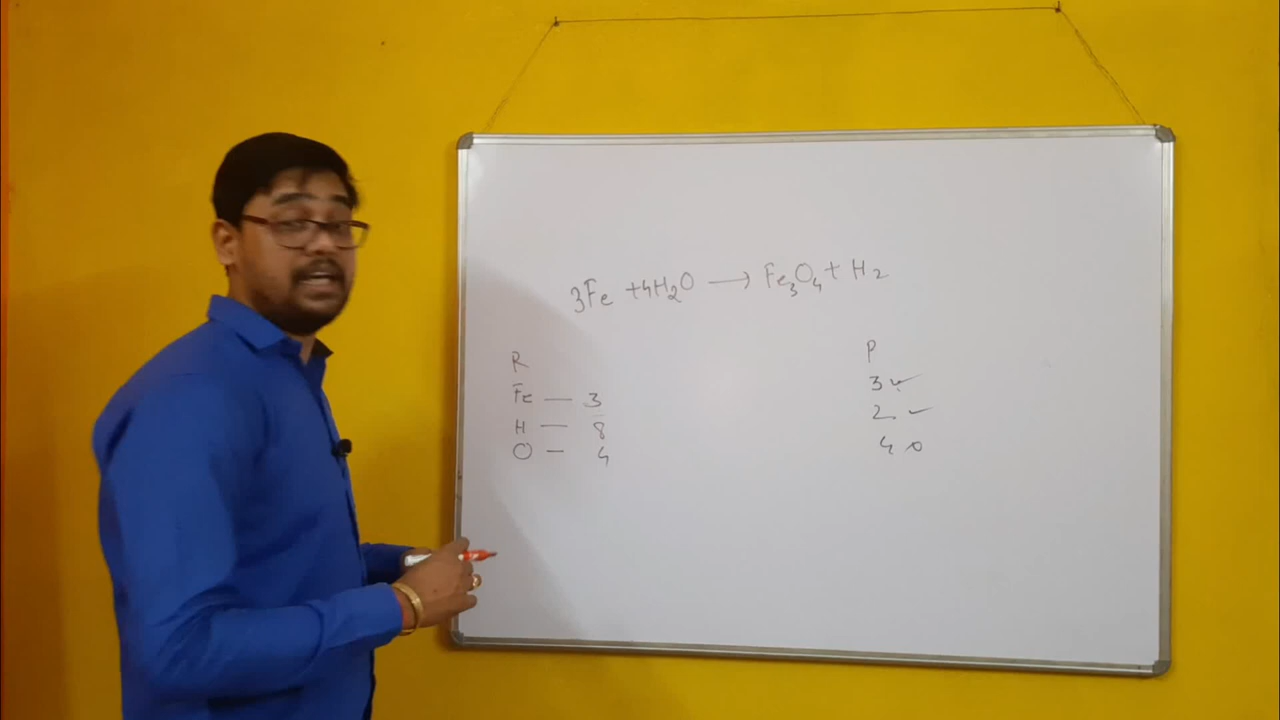 3Fe + 4H₂O → Fe₃O₄ + H₂
R P
Fe — 3 3 ✓
H — 8 2 ✓
O — 4 4